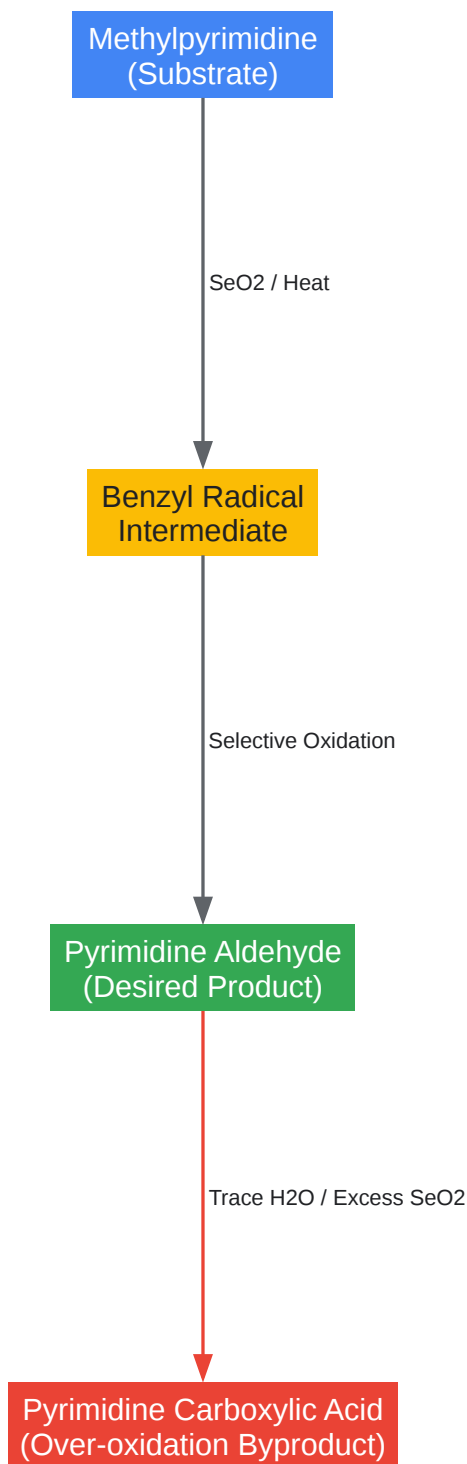 Methylpyrimidine
(Substrate)
SeO2 / Heat
Benzyl Radical
Intermediate
Selective Oxidation
Pyrimidine Aldehyde
(Desired Product)
Trace H2O / Excess SeO2
Pyrimidine Carboxylic Acid
(Over-oxidation Byproduct)